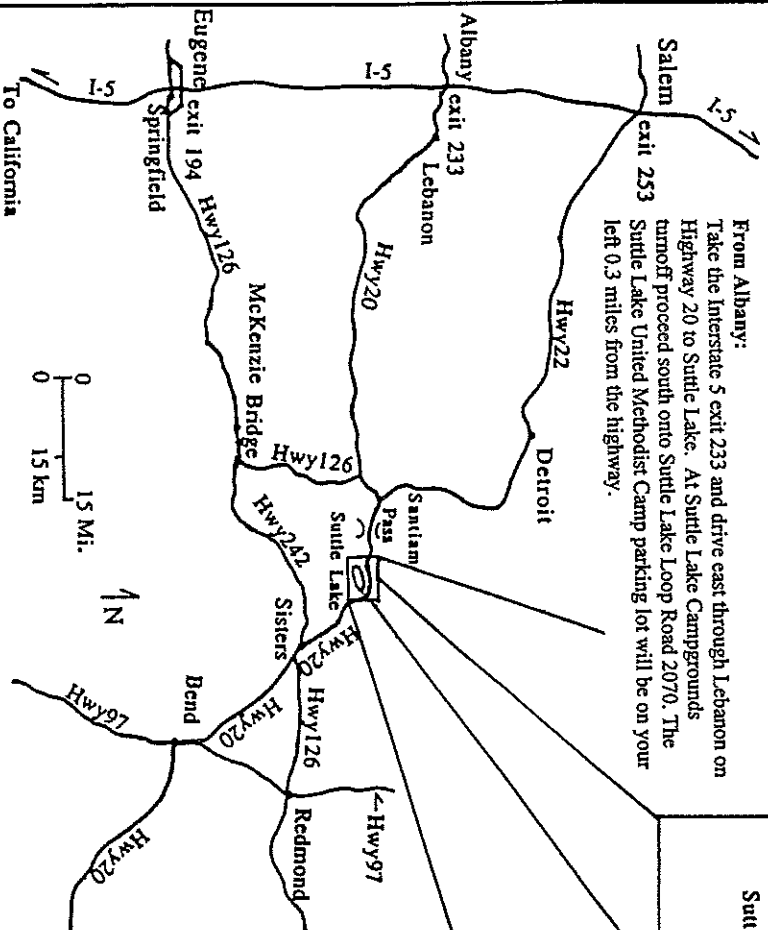 From Albany:
Take the Interstate 5 exit 233 and drive east through Lebanon on
Highway 20 to Suttle Lake. At Suttle Lake Campgrounds
turnoff proceed south onto Suttle Lake Loop Road 2070. The
Suttle Lake United Methodist Camp parking lot will be on your
left 0.3 miles from the highway.
I-5
Salem
exit 253
Hwy22
Detroit
Albany
exit 233
Lebanon
I-5
Hwy20
Santiam
Pass
Suttle Lake
Hwy126
Eugene
exit 194
Springfield
I-5
To California
Hwy126
McKenzie Bridge
Hwy242
Sisters
Hwy20
Hwy126
Hwy20
Bend
Hwy97
Hwy97
Redmond
Hwy20
0
15 Mi.
0
15 km
N
Sutt